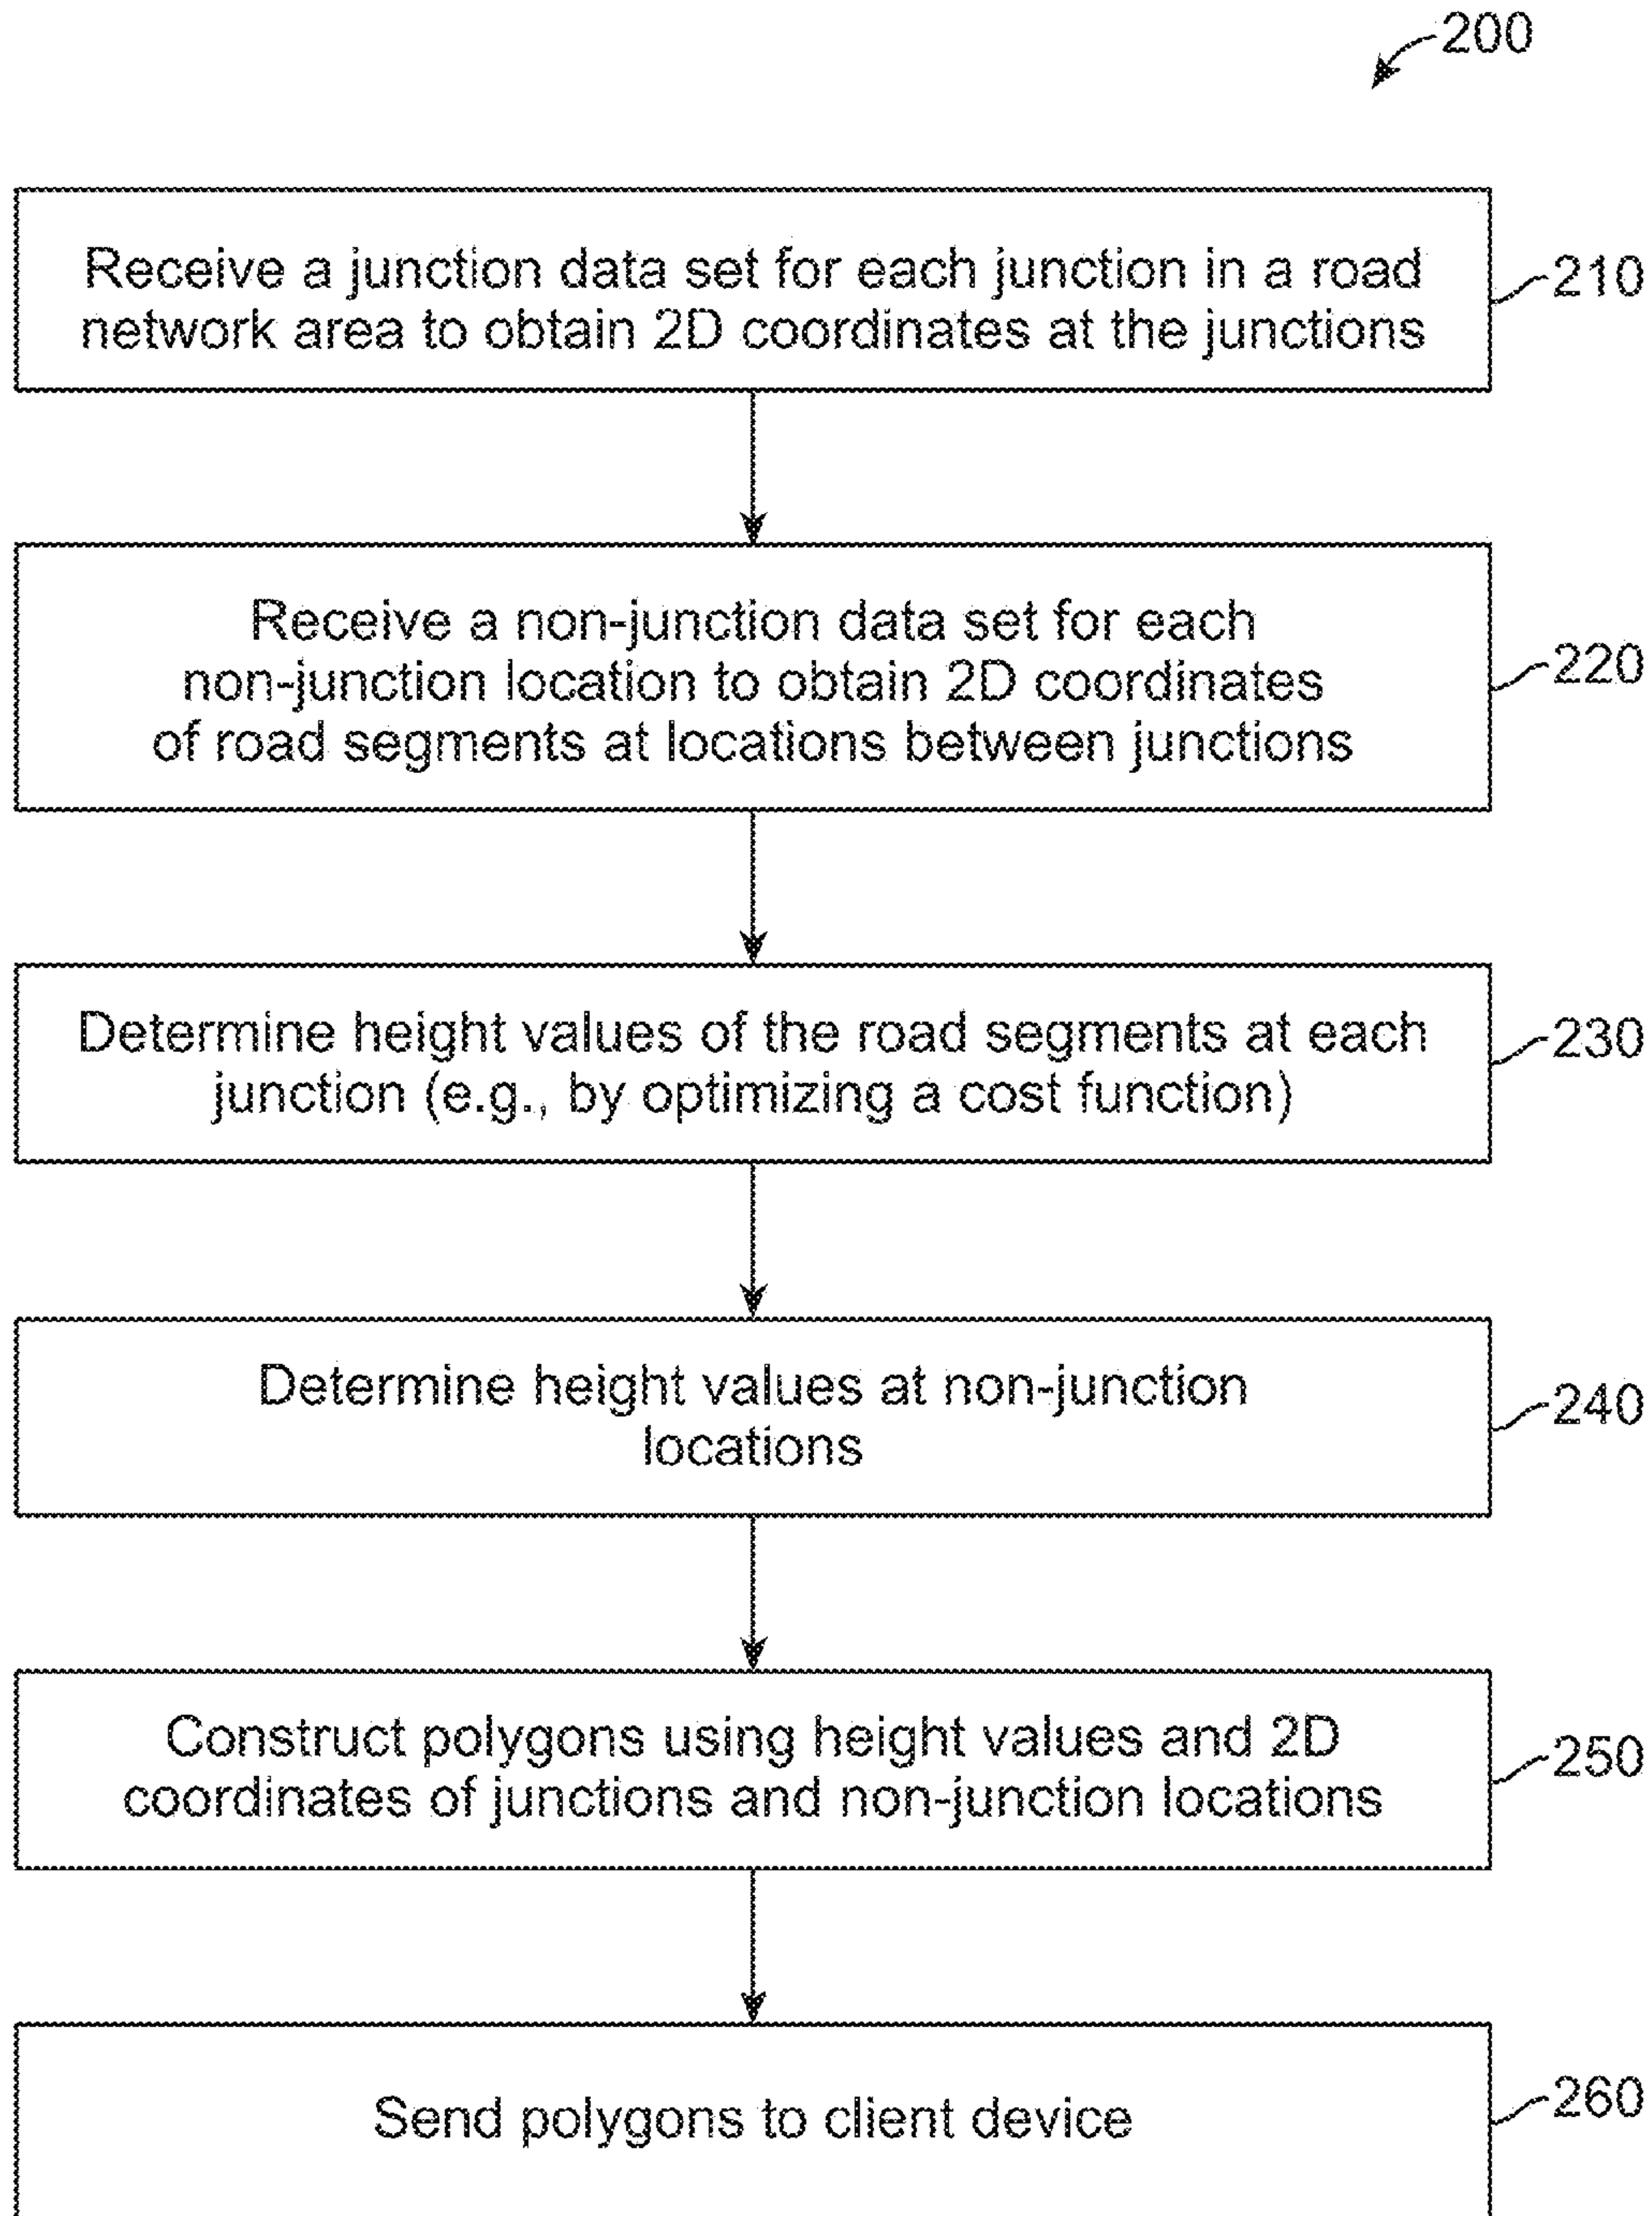 200
Receive a junction data set for each junction in a road
network area to obtain 2D coordinates at the junctions
210
Receive a non-junction data set for each
non-junction location to obtain 2D coordinates
of road segments at locations between junctions
220
Determine height values of the road segments at each
junction (e.g., by optimizing a cost function)
230
Determine height values at non-junction
locations
240
Construct polygons using height values and 2D
coordinates of junctions and non-junction locations
250
Send polygons to client device
260